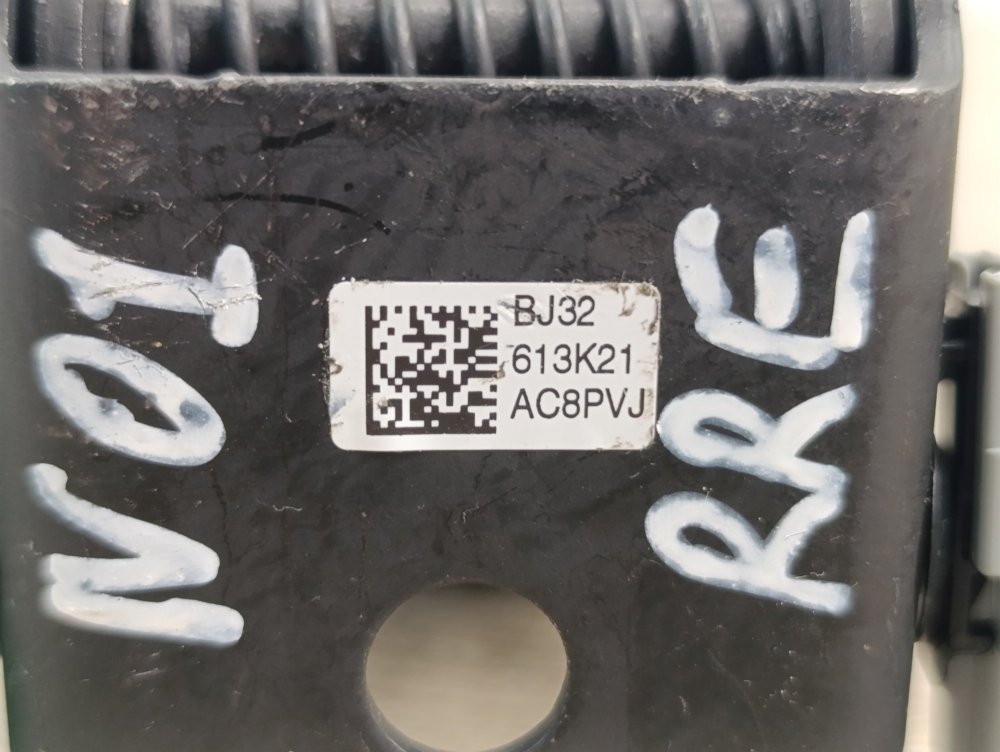 BJ32
613K21
AC8PVJ
NO1
RRE